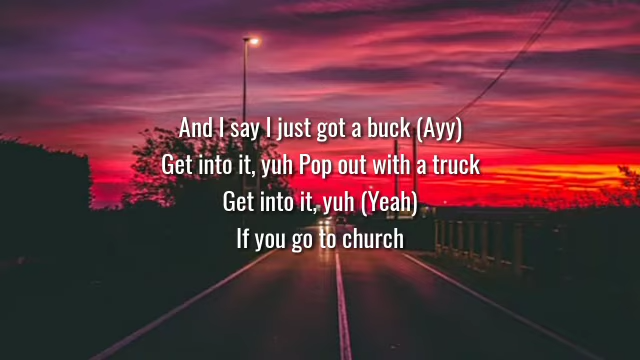 And I say I just got a buck (Ayy)
Get into it, yuh Pop out with a truck
Get into it, yuh (Yeah)
If you go to church